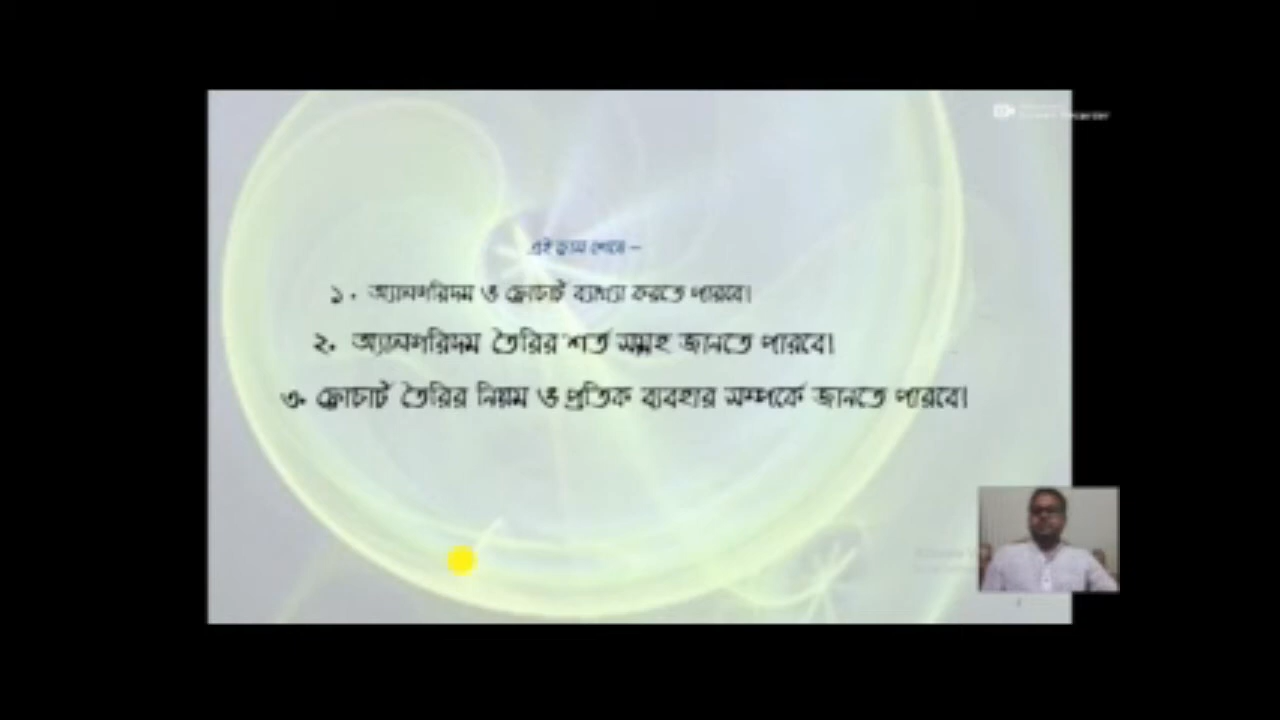 এই ক্লাস শেষে –
১. অ্যালগরিদম ও ফ্লোচার্ট ব্যাখ্যা করতে পারবে।
২. অ্যালগরিদম তৈরির শর্ত সমূহ জানতে পারবে।
৩. ফ্লোচার্ট তৈরির নিয়ম ও প্রতিক ব্যবহার সম্পর্কে জানতে পারবে।